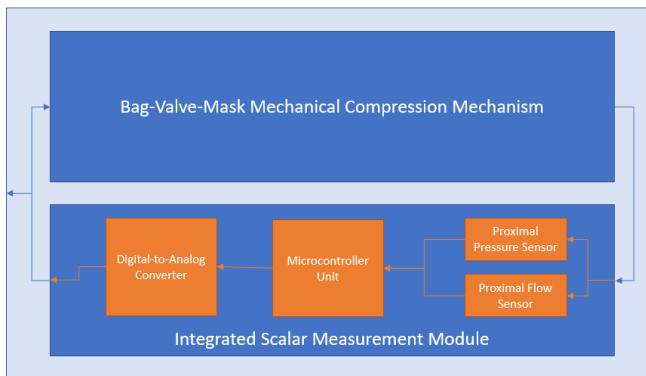 Bag-Valve-Mask Mechanical Compression Mechanism
Proximal
Pressure Sensor
Digital-to-Analog
Converter
Microcontroller
Unit
Proximal Flow
Sensor
Integrated Scalar Measurement Module